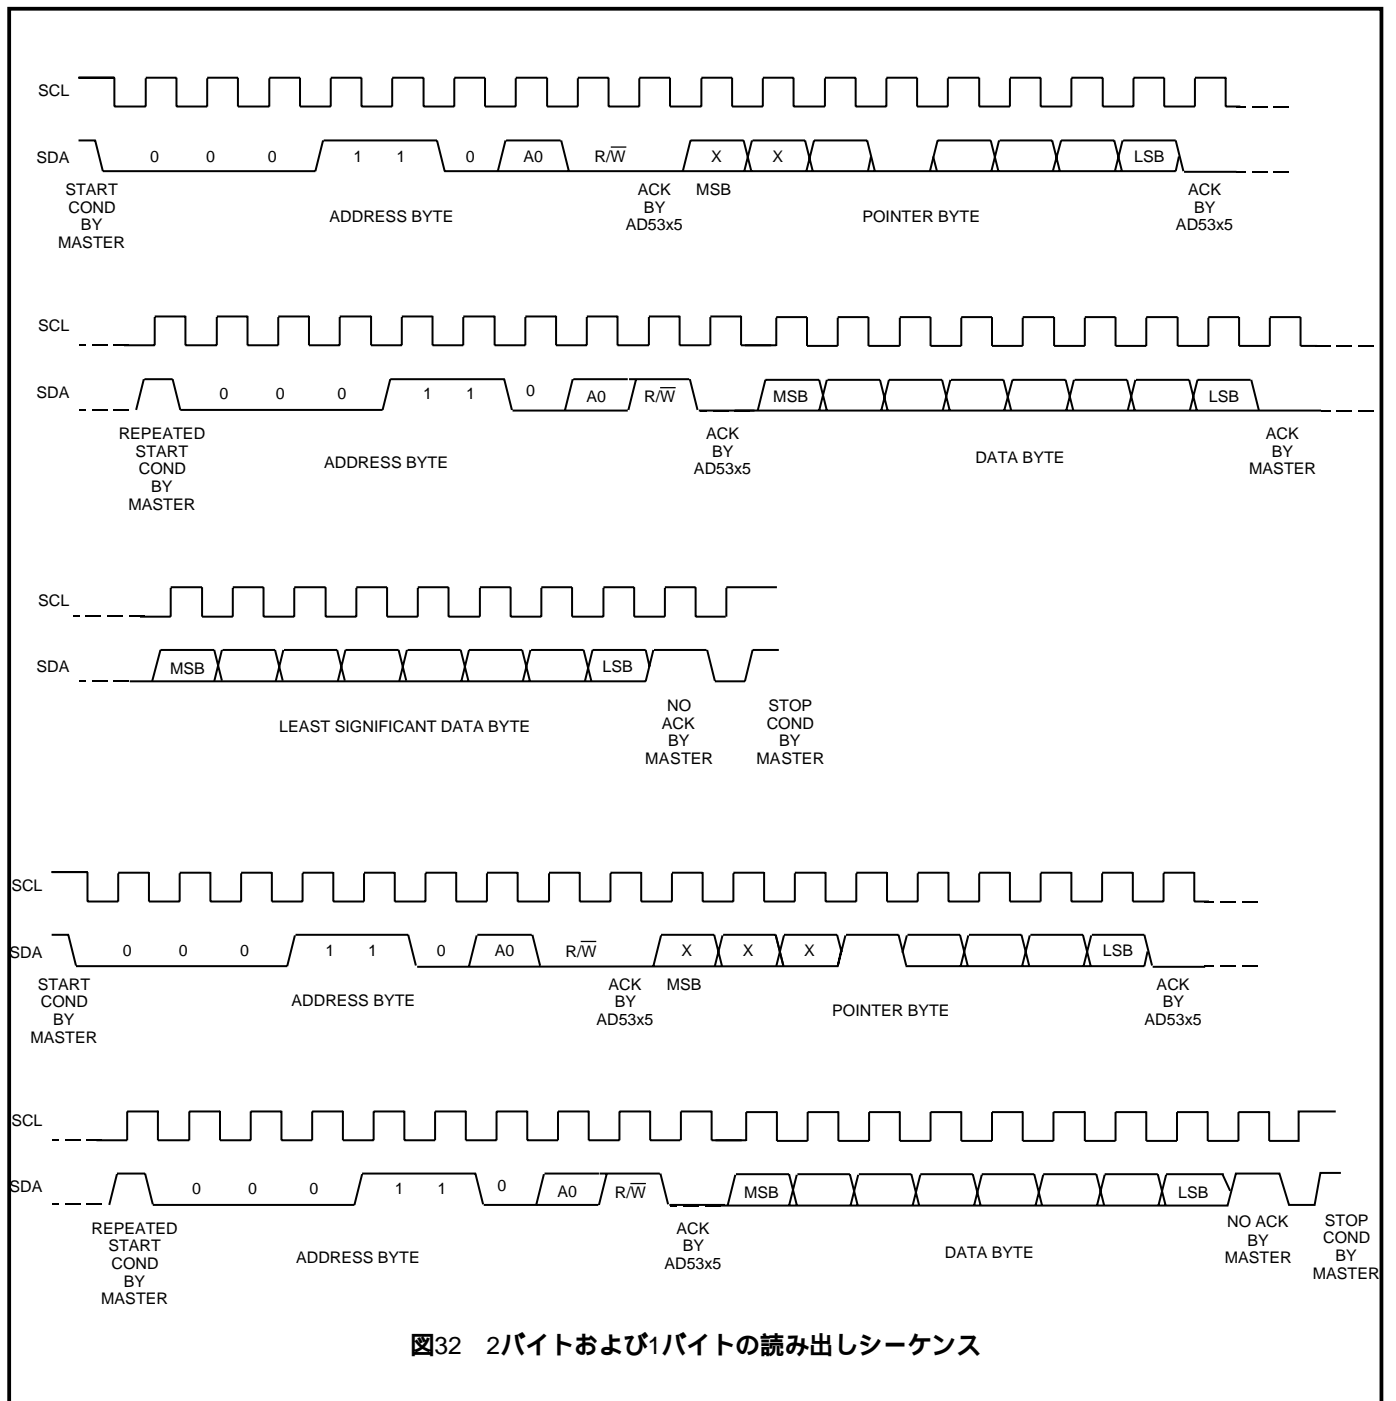 SCL
SDA
0 0 0 1 1 0 A0 R/W̅ X X LSB
START
COND
BY
MASTER
ADDRESS BYTE
ACK
BY
AD53x5
MSB
POINTER BYTE
ACK
BY
AD53x5
SCL
SDA
0 0 0 1 1 0 A0 R/W̅ MSB LSB
REPEATED
START
COND
BY
MASTER
ADDRESS BYTE
ACK
BY
AD53x5
DATA BYTE
ACK
BY
MASTER
SCL
SDA
MSB LSB
LEAST SIGNIFICANT DATA BYTE
NO
ACK
BY
MASTER
STOP
COND
BY
MASTER
SCL
SDA
0 0 0 1 1 0 A0 R/W̅ X X X LSB
START
COND
BY
MASTER
ADDRESS BYTE
ACK
BY
AD53x5
MSB
POINTER BYTE
ACK
BY
AD53x5
SCL
SDA
0 0 0 1 1 0 A0 R/W̅ MSB LSB
REPEATED
START
COND
BY
MASTER
ADDRESS BYTE
ACK
BY
AD53x5
DATA BYTE
NO ACK
BY
MASTER
STOP
COND
BY
MASTER
図32 2バイトおよび1バイトの読み出しシーケンス